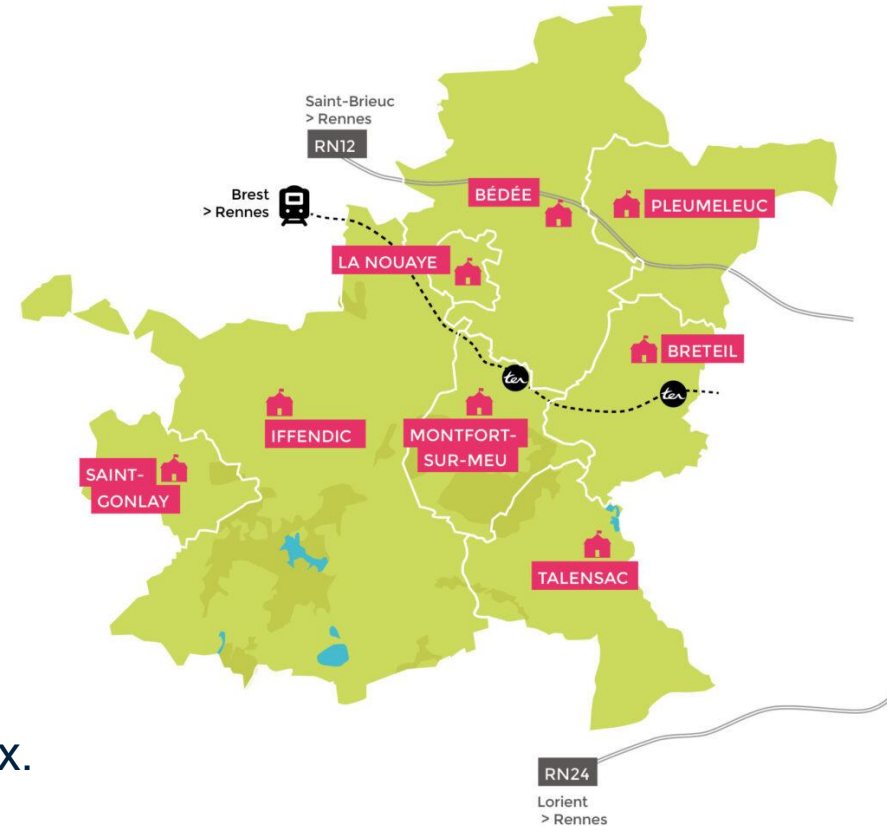 Saint-Brieuc
> Rennes
RN12
Brest
> Rennes
BÉDÉE
PLEUMELEUC
LA NOUAYE
BRETEIL
ter
ter
IFFENDIC
MONTFORT-
SUR-MEU
SAINT-
GONLAY
TALENSAC
x.
RN24
Lorient
> Rennes